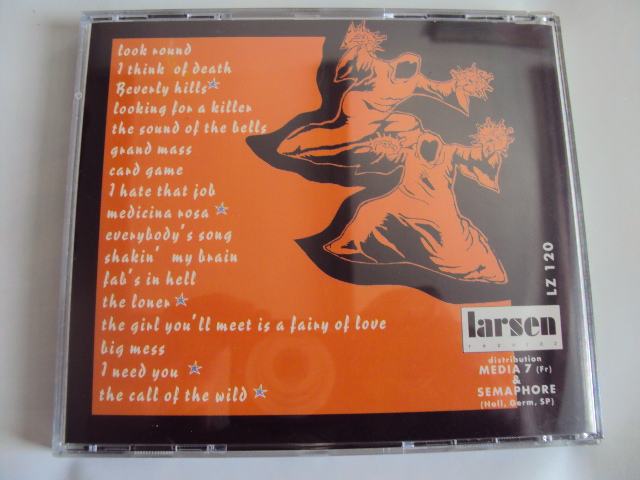 look round
I think of death
Beverly hills
looking for a killer
the sound of the bells
grand mass
card game
I hate that job
medicina rosa
everybody's song
shakin' my brain
fab's in hell
the loner
the girl you'll meet is a fairy of love
big mess
I need you
the call of the wild
LZ 120
larsen
records
distribution
MEDIA 7 (Fr)
&
SEMAPHORE
(Holl, Germ, SP)